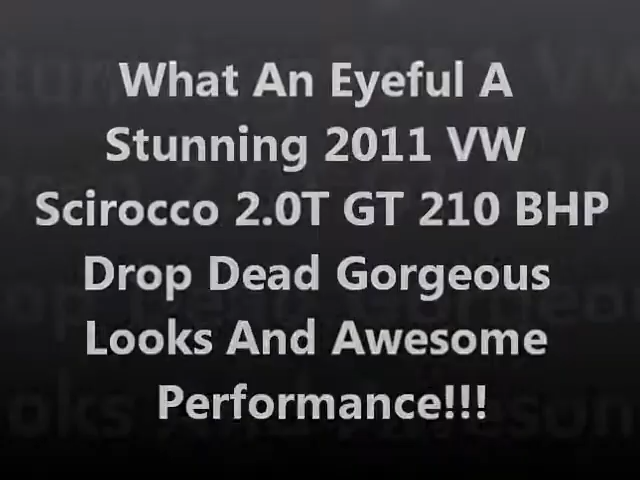 What An Eyeful A
Stunning 2011 VW
Scirocco 2.0T GT 210 BHP
Drop Dead Gorgeous
Looks And Awesome
Performance!!!